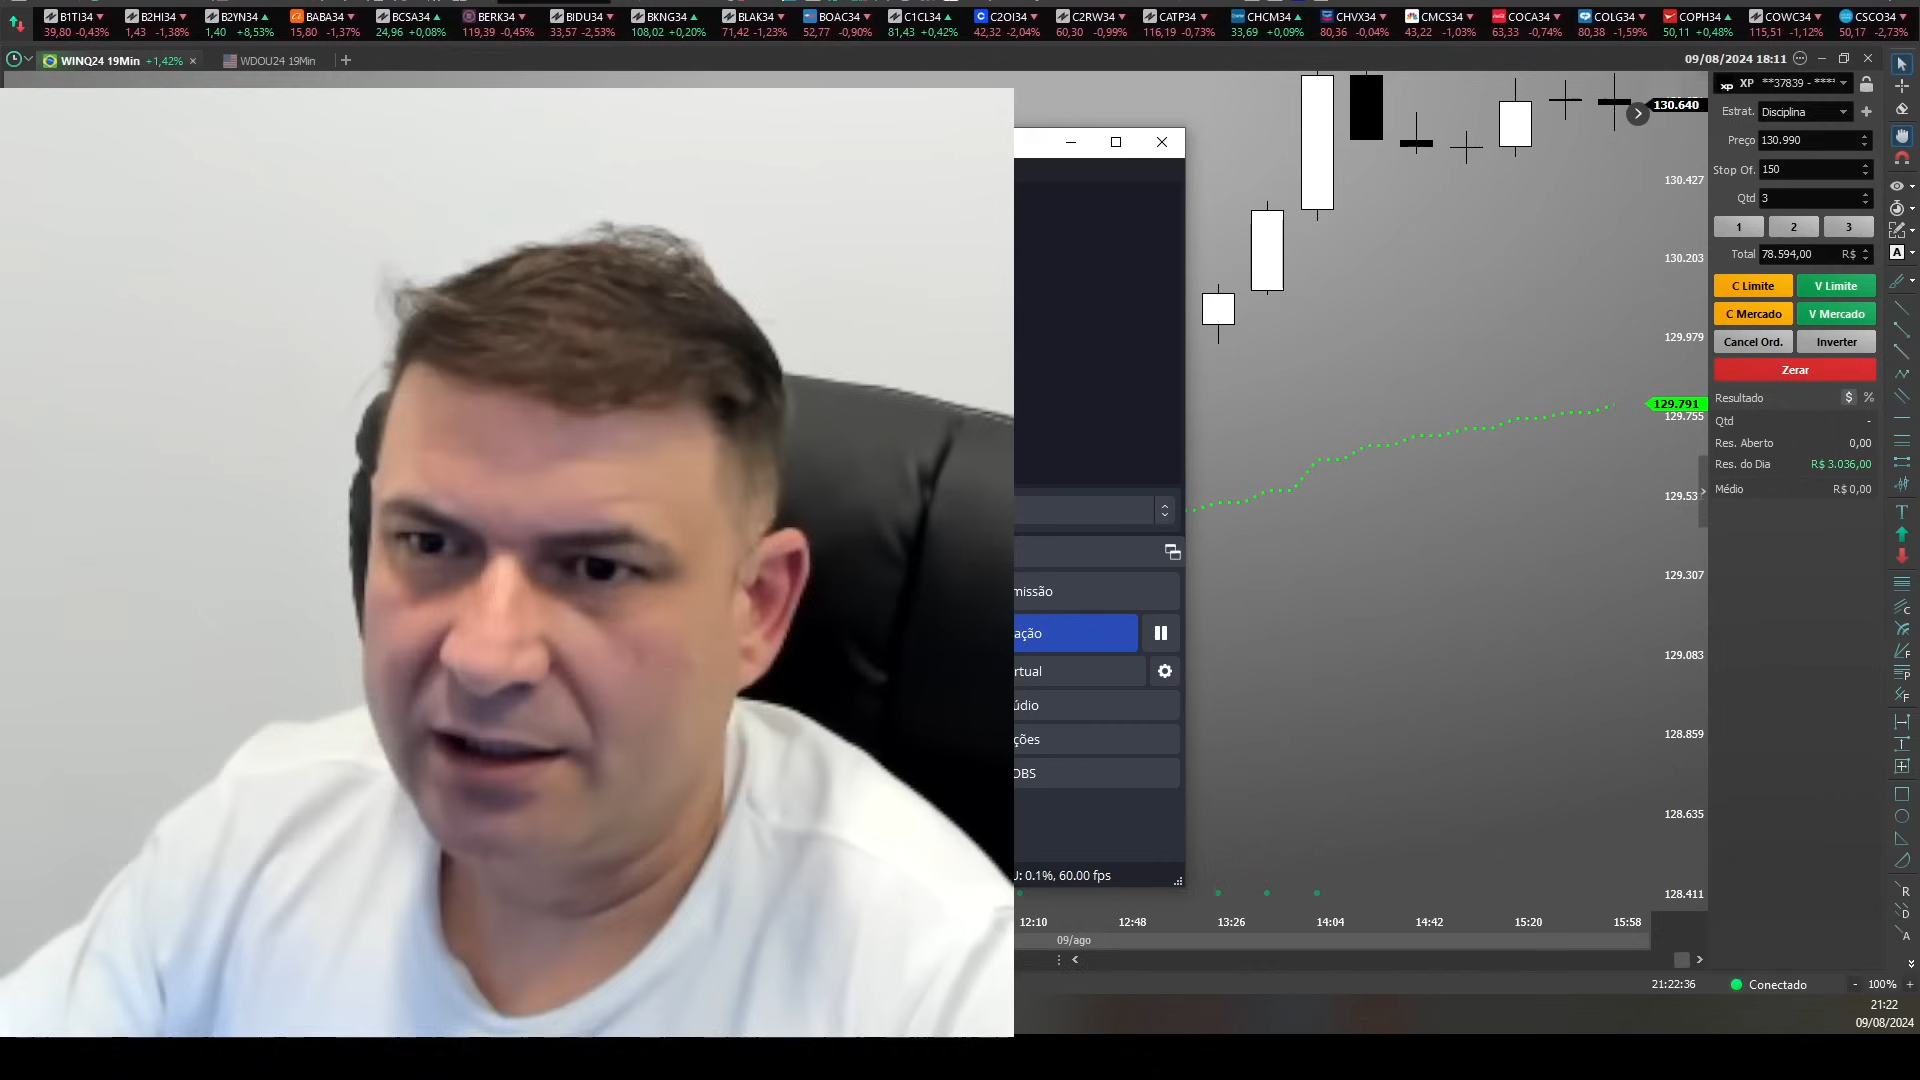 B1TI34 B2HI34 B2YN34 BABA34 BCSA34 BERK34 BIDU34 BKNG34 BLAK34 BOAC34 C1CL34 C2OI34 C2RW34 CATP34 CHCM34 CHVX34 CMCS34 COCA34 COLG34 COPH34 COWC34 CSCO34
39,80 -0,43% 1,43 -1,38% 1,40 +8,53% 15,80 -1,37% 24,96 +0,08% 119,39 -0,45% 33,57 -2,53% 108,02 +0,20% 71,42 -1,23% 52,77 -0,90% 81,43 +0,42% 42,32 -2,04% 60,30 -0,99% 116,19 -0,73% 33,69 +0,09% 80,36 -0,04% 43,22 -1,03% 63,33 -0,74% 80,38 -1,59% 50,11 +0,48% 115,51 -1,12% 50,17 -2,73%
WINQ24 19Min +1,42% × WDOU24 19Min +
09/08/2024 18:11
xp XP **37839 - ****
Estrat. Disciplina
Preço 130.990
Stop Of. 150
Qtd 3
1 2 3
Total 78.594,00 R$
C Limite V Limite
C Mercado V Mercado
Cancel Ord. Inverter
Zerar
Resultado $ %
Qtd -
Res. Aberto 0,00
Res. do Dia R$ 3.036,00
Médio R$ 0,00
130.640
130.427
130.203
129.979
129.791
129.755
129.53
129.307
129.083
128.859
128.635
128.411
missão
ação
rtual
údio
ções
OBS
U: 0.1%, 60.00 fps
12:10 12:48 13:26 14:04 14:42 15:20 15:58
09/ago
21:22:36 Conectado - 100% +
21:22
09/08/2024
A
T
C
F
P
F
R
D
A